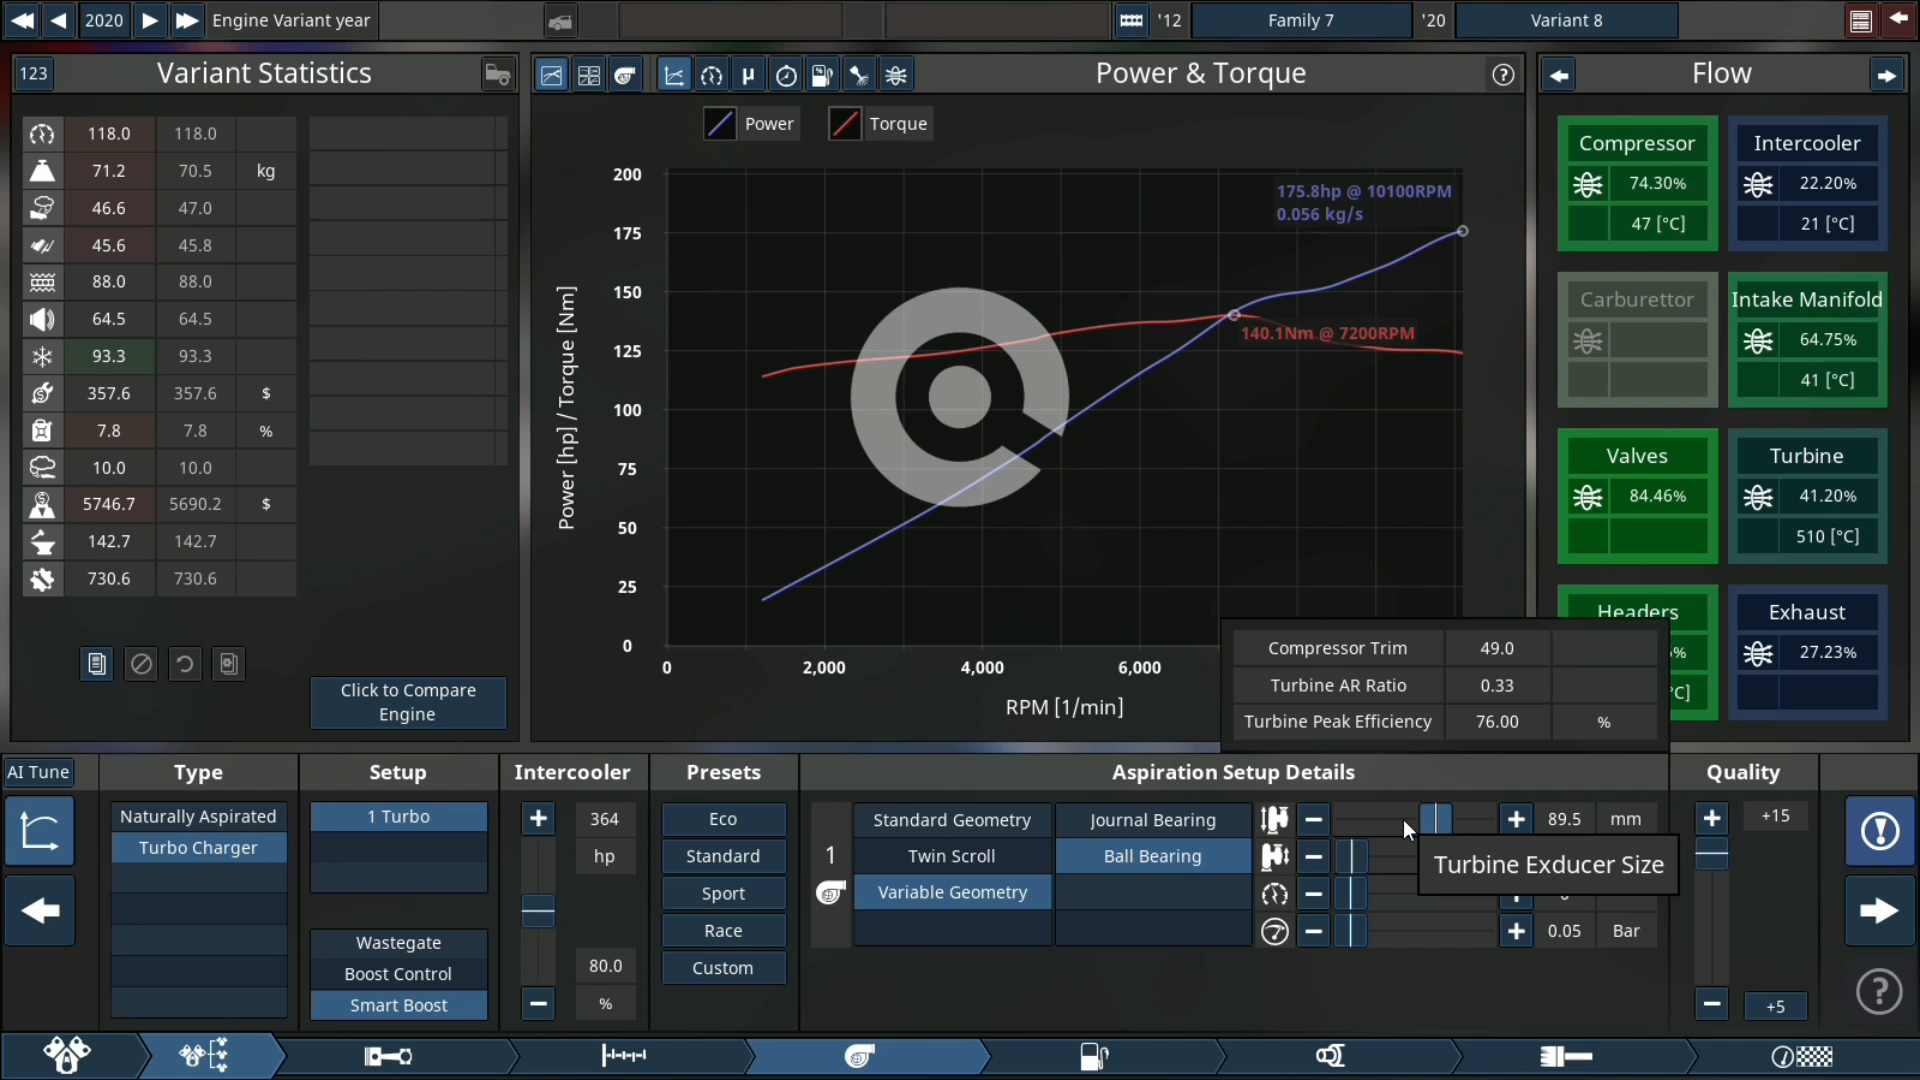 2020 Engine Variant year '12 Family 7 '20 Variant 8
123 Variant Statistics
118.0 118.0
71.2 70.5 kg
46.6 47.0
45.6 45.8
88.0 88.0
64.5 64.5
93.3 93.3
357.6 357.6 $
7.8 7.8 %
10.0 10.0
5746.7 5690.2 $
142.7 142.7
730.6 730.6
Click to Compare
Engine
µ Power & Torque ?
Power Torque
200
175
150
125
100
75
50
25
0
Power [hp] / Torque [Nm]
175.8hp @ 10100RPM
0.056 kg/s
140.1Nm @ 7200RPM
0 2,000 4,000 6,000
RPM [1/min]
Compressor Trim 49.0
Turbine AR Ratio 0.33
Turbine Peak Efficiency 76.00 %
Flow
Compressor
74.30%
47 [°C]
Intercooler
22.20%
21 [°C]
Carburettor
Intake Manifold
64.75%
41 [°C]
Valves
84.46%
Turbine
41.20%
510 [°C]
Headers
%
°C]
Exhaust
27.23%
AI Tune
Type
Naturally Aspirated
Turbo Charger
Setup
1 Turbo
Wastegate
Boost Control
Smart Boost
Intercooler
364
hp
80.0
%
Presets
Eco
Standard
Sport
Race
Custom
Aspiration Setup Details
1
Standard Geometry
Twin Scroll
Variable Geometry
Journal Bearing
Ball Bearing
89.5 mm
Turbine Exducer Size
0.05 Bar
Quality
+15
+5
?